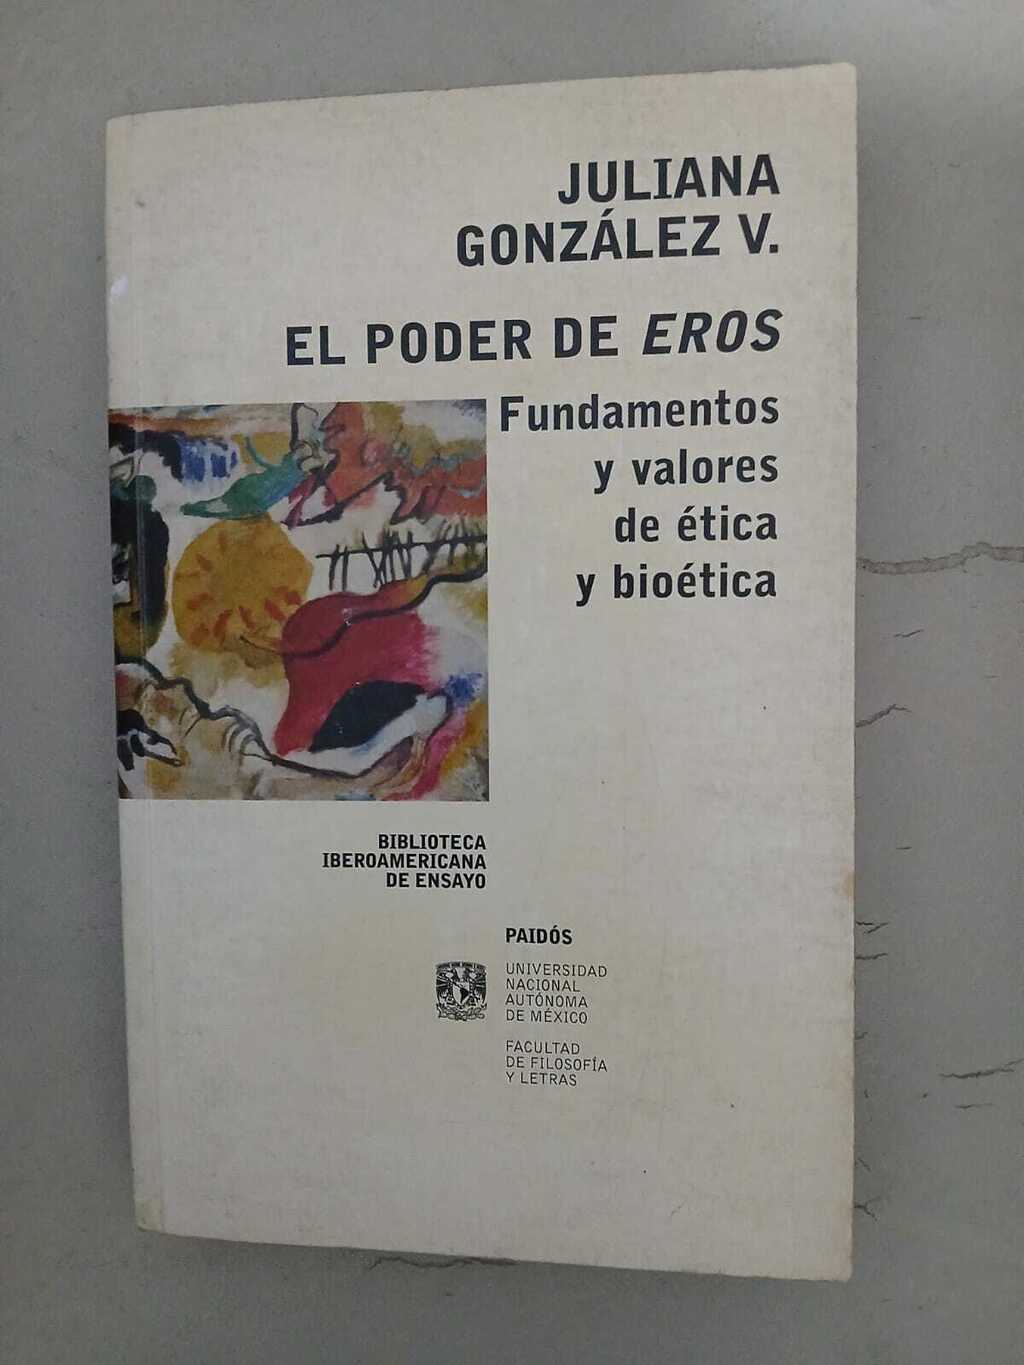 JULIANA
GONZÁLEZ V.
EL PODER DE EROS
Fundamentos
y valores
de ética
y bioética
BIBLIOTECA
IBEROAMERICANA
DE ENSAYO
PAIDÓS
UNIVERSIDAD
NACIONAL
AUTÓNOMA
DE MÉXICO
FACULTAD
DE FILOSOFÍA
Y LETRAS